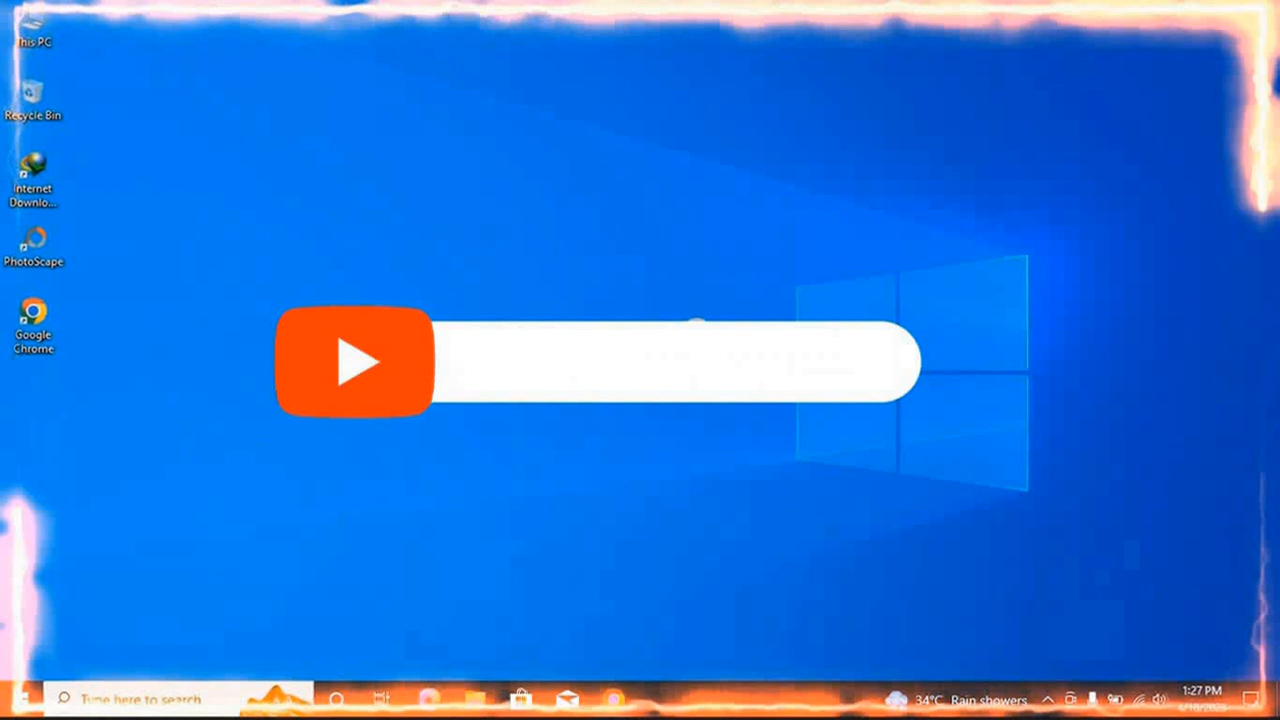 This PC
Recycle Bin
Internet
Downlo...
PhotoScape
Google
Chrome
Type here to search
34°C Rain showers
1:27 PM